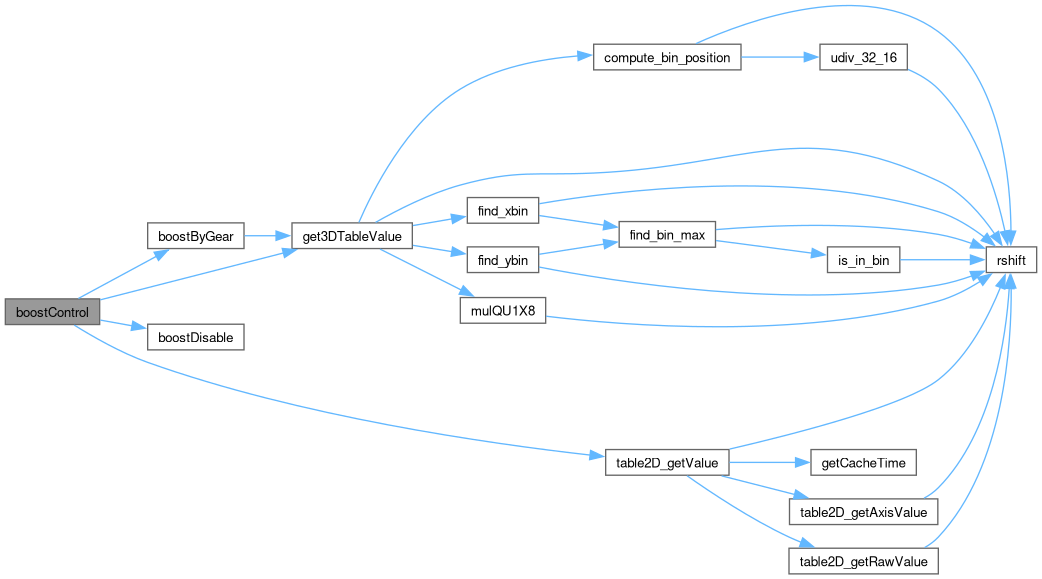 boostControl
boostByGear
boostDisable
get3DTableValue
find_xbin
find_ybin
mulQU1X8
compute_bin_position
find_bin_max
table2D_getValue
udiv_32_16
is_in_bin
getCacheTime
table2D_getAxisValue
table2D_getRawValue
rshift